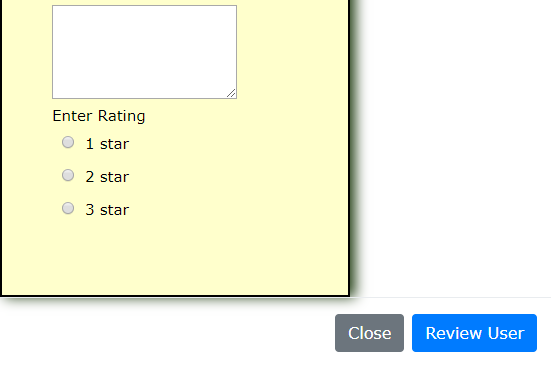 Enter Rating
1 star
2 star
3 star
Close Review User